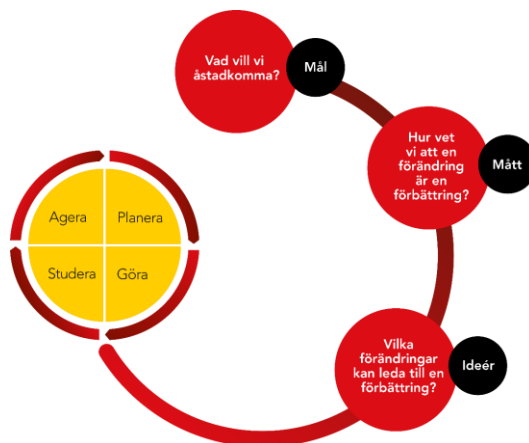 Vad vill vi
åstadkomma?
Mål
Hur vet
vi att en
förändring
är en
förbättring?
Mått
Vilka
förändringar
kan leda till en
förbättring?
Ideér
Agera
Planera
Studera
Göra